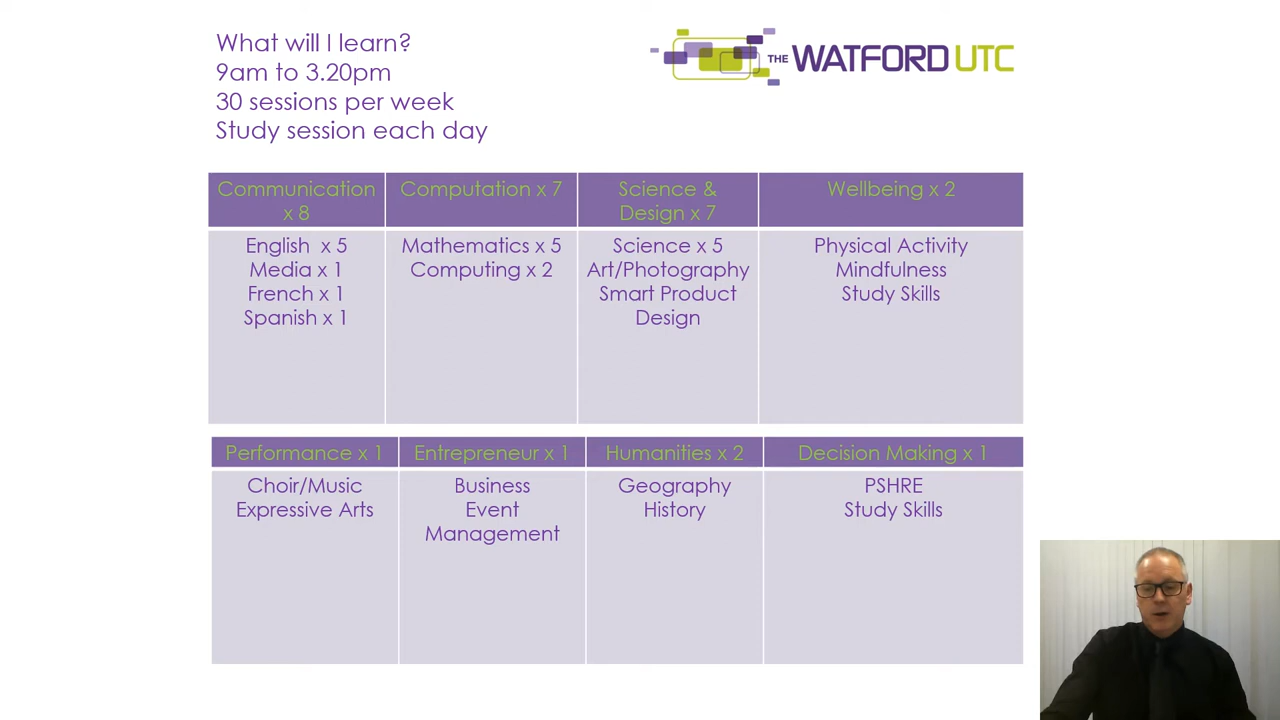 What will I learn?
9am to 3.20pm
30 sessions per week
Study session each day
THE WATFORD UTC
Communication
x 8
Computation x 7
Science &
Design x 7
Wellbeing x 2
English x 5
Media x 1
French x 1
Spanish x 1
Mathematics x 5
Computing x 2
Science x 5
Art/Photography
Smart Product
Design
Physical Activity
Mindfulness
Study Skills
Performance x 1
Entrepreneur x 1
Humanities x 2
Decision Making x 1
Choir/Music
Expressive Arts
Business
Event
Management
Geography
History
PSHRE
Study Skills